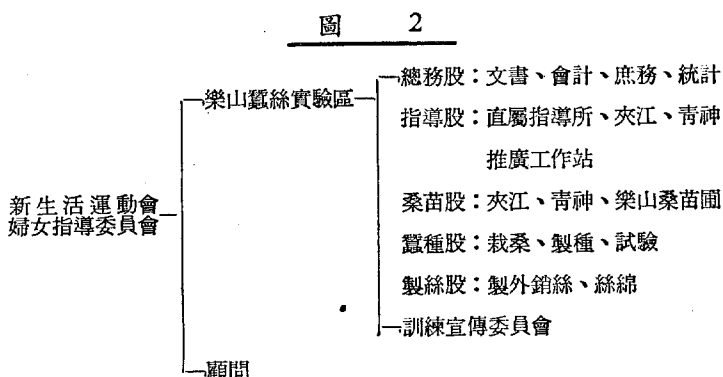 圖 2
總務股：文書、會計、庶務、統計
樂山蠶絲實驗區
指導股：直屬指導所、夾江、靑神
推廣工作站
新生活運動會
婦女指導委員會
桑苗股：夾江、靑神、樂山桑苗圃
蠶種股：栽桑、製種、試驗
製絲股：製外銷絲、絲綿
訓練宣傳委員會
顧問